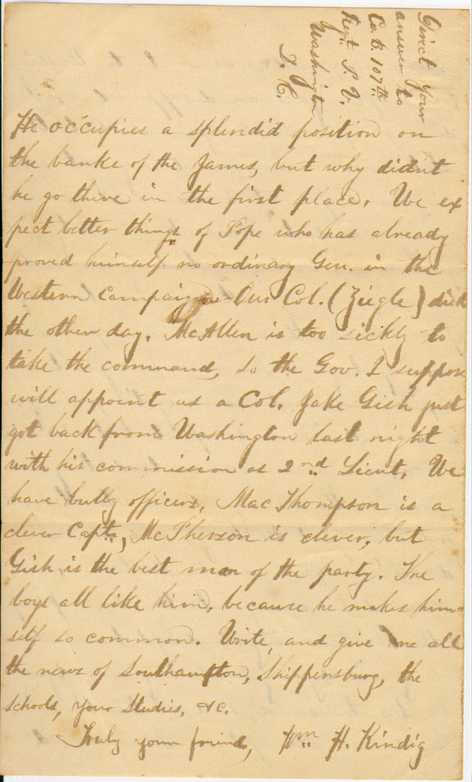 Direct your
answer to
Co. B. 107th
Regt. P. V.
Washington
D. C.
He occupies a splendid position on
the banks of the James, but why didnt
he go there in the first place. We ex
pect better things of Pope who has already
proved himself no ordinary Gen. in the
Western campaign. Our Col. (Ziegle) died
the other day. McAllen is too sickly to
take the command, so the Gov. I suppose
will appoint us a Col. Jake Gish just
got back from Washington last night
with his commission as 2nd Lieut. We
have bully officers, Mac Thompson is a
clever Capt., McPherson is clever, but
Gish is the best man of the party. The
boys all like him, because he makes him-
self so common. Write, and give me all
the news of Southampton, Shippensburg, the
schools, your studies, &c.
Truly your friend, Wm H. Kindig